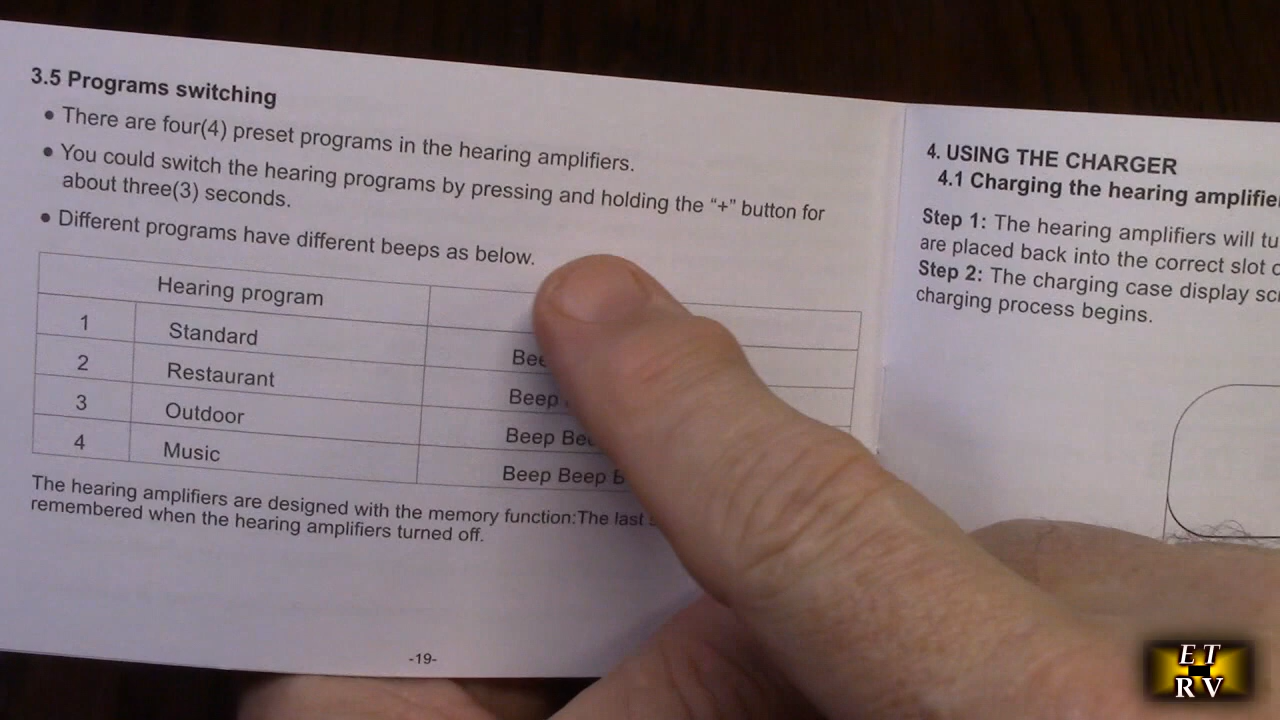 3.5 Programs switching
• There are four(4) preset programs in the hearing amplifiers.
• You could switch the hearing programs by pressing and holding the “+” button for
about three(3) seconds.
• Different programs have different beeps as below.
Hearing program
1 Standard
2 Restaurant Beep
3 Outdoor Beep
4 Music Beep Beep
The hearing amplifiers are designed with the memory function:The last
remembered when the hearing amplifiers turned off.
-19-
4. USING THE CHARGER
4.1 Charging the hearing
Step 1: The hearing amplifiers will
are placed back into the correct slot
Step 2: The charging case display
charging process begins.
ET
RV